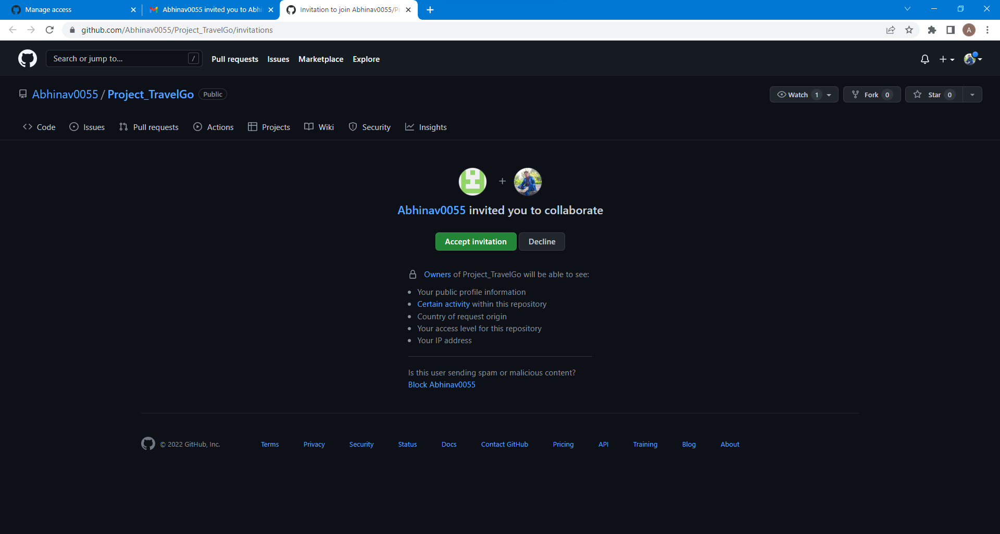 Manage access
Abhinav0055 invited you to Abhi
Invitation to join Abhinav0055/Pr
github.com/Abhinav0055/Project_TravelGo/invitations
A
Search or jump to...
/
Pull requests
Issues
Marketplace
Explore
Abhinav0055 / Project_TravelGo
Public
Watch 1
Fork 0
Star 0
Code
Issues
Pull requests
Actions
Projects
Wiki
Security
Insights
Abhinav0055 invited you to collaborate
Accept invitation
Decline
Owners of Project_TravelGo will be able to see:
Your public profile information
Certain activity within this repository
Country of request origin
Your access level for this repository
Your IP address
Is this user sending spam or malicious content?
Block Abhinav0055
© 2022 GitHub, Inc.
Terms
Privacy
Security
Status
Docs
Contact GitHub
Pricing
API
Training
Blog
About